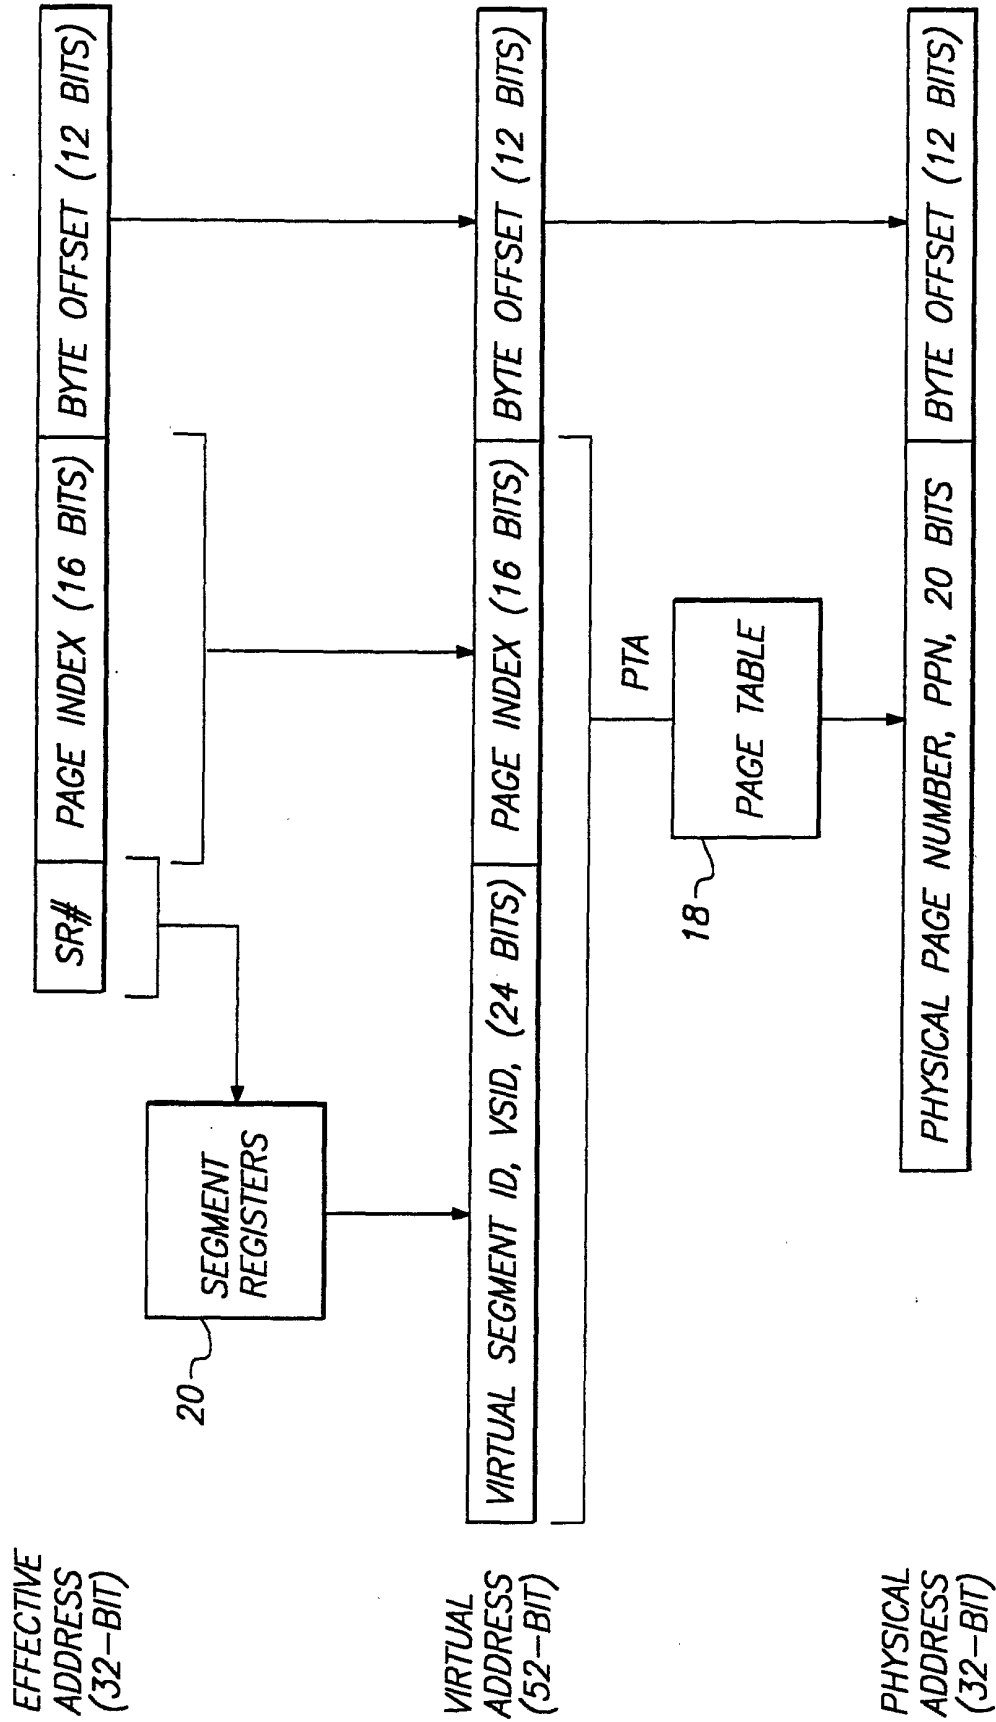 EFFECTIVE
ADDRESS
(32-BIT)
SR#
PAGE INDEX (16 BITS)
BYTE OFFSET (12 BITS)
20
SEGMENT
REGISTERS
VIRTUAL
ADDRESS
(52-BIT)
VIRTUAL SEGMENT ID, VSID, (24 BITS)
PAGE INDEX (16 BITS)
BYTE OFFSET (12 BITS)
PTA
18
PAGE TABLE
PHYSICAL
ADDRESS
(32-BIT)
PHYSICAL PAGE NUMBER, PPN, 20 BITS
BYTE OFFSET (12 BITS)